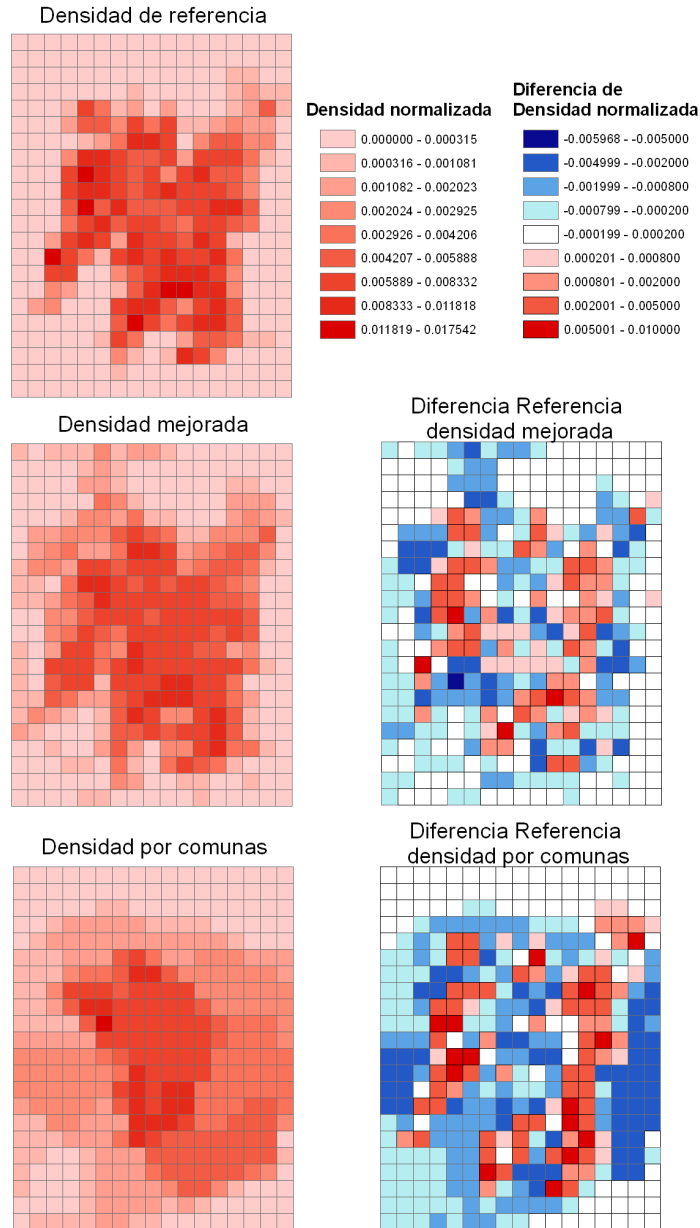 Densidad de referencia
Densidad normalizada
0.000000 - 0.000315
0.000316 - 0.001081
0.001082 - 0.002023
0.002024 - 0.002925
0.002926 - 0.004206
0.004207 - 0.005888
0.005889 - 0.008332
0.008333 - 0.011818
0.011819 - 0.017542
Diferencia de
Densidad normalizada
-0.005968 - -0.005000
-0.004999 - -0.002000
-0.001999 - -0.000800
-0.000799 - -0.000200
-0.000199 - 0.000200
0.000201 - 0.000800
0.000801 - 0.002000
0.002001 - 0.005000
0.005001 - 0.010000
Densidad mejorada
Diferencia Referencia
densidad mejorada
Densidad por comunas
Diferencia Referencia
densidad por comunas